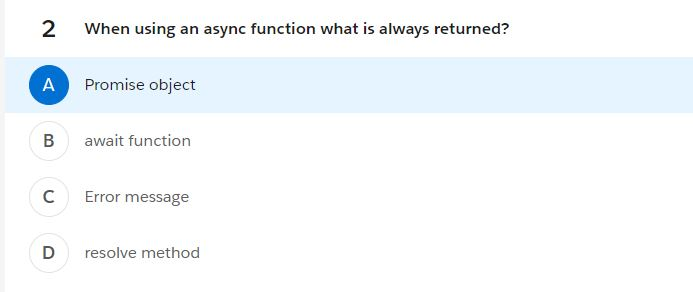 2 When using an async function what is always returned?
A Promise object
B await function
C Error message
D resolve method